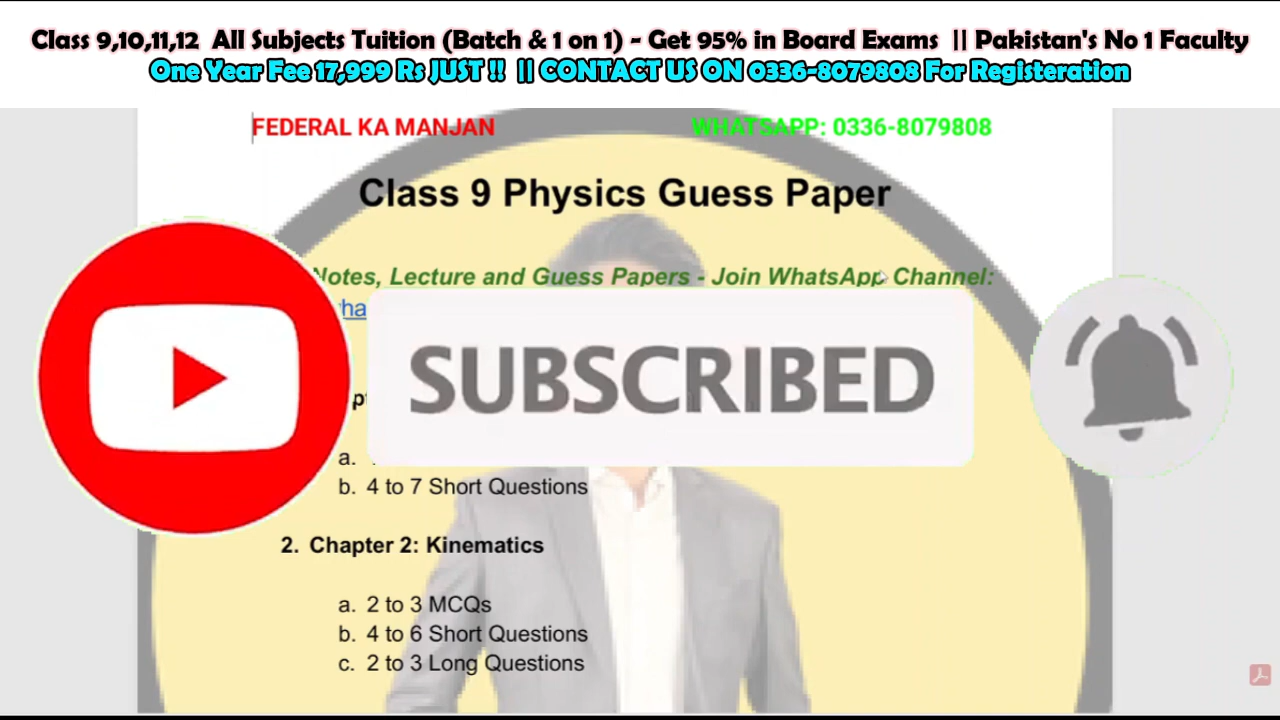 Class 9,10,11,12 All Subjects Tuition (Batch & 1 on 1) - Get 95% in Board Exams || Pakistan's No 1 Faculty
One Year Fee 17,999 Rs JUST !! || CONTACT US ON 0336-8079808 For Registeration
FEDERAL KA MANJAN WHATSAPP: 0336-8079808
Class 9 Physics Guess Paper
Notes, Lecture and Guess Papers - Join WhatsApp Channel:
SUBSCRIBED
a.
b. 4 to 7 Short Questions
2. Chapter 2: Kinematics
a. 2 to 3 MCQs
b. 4 to 6 Short Questions
c. 2 to 3 Long Questions